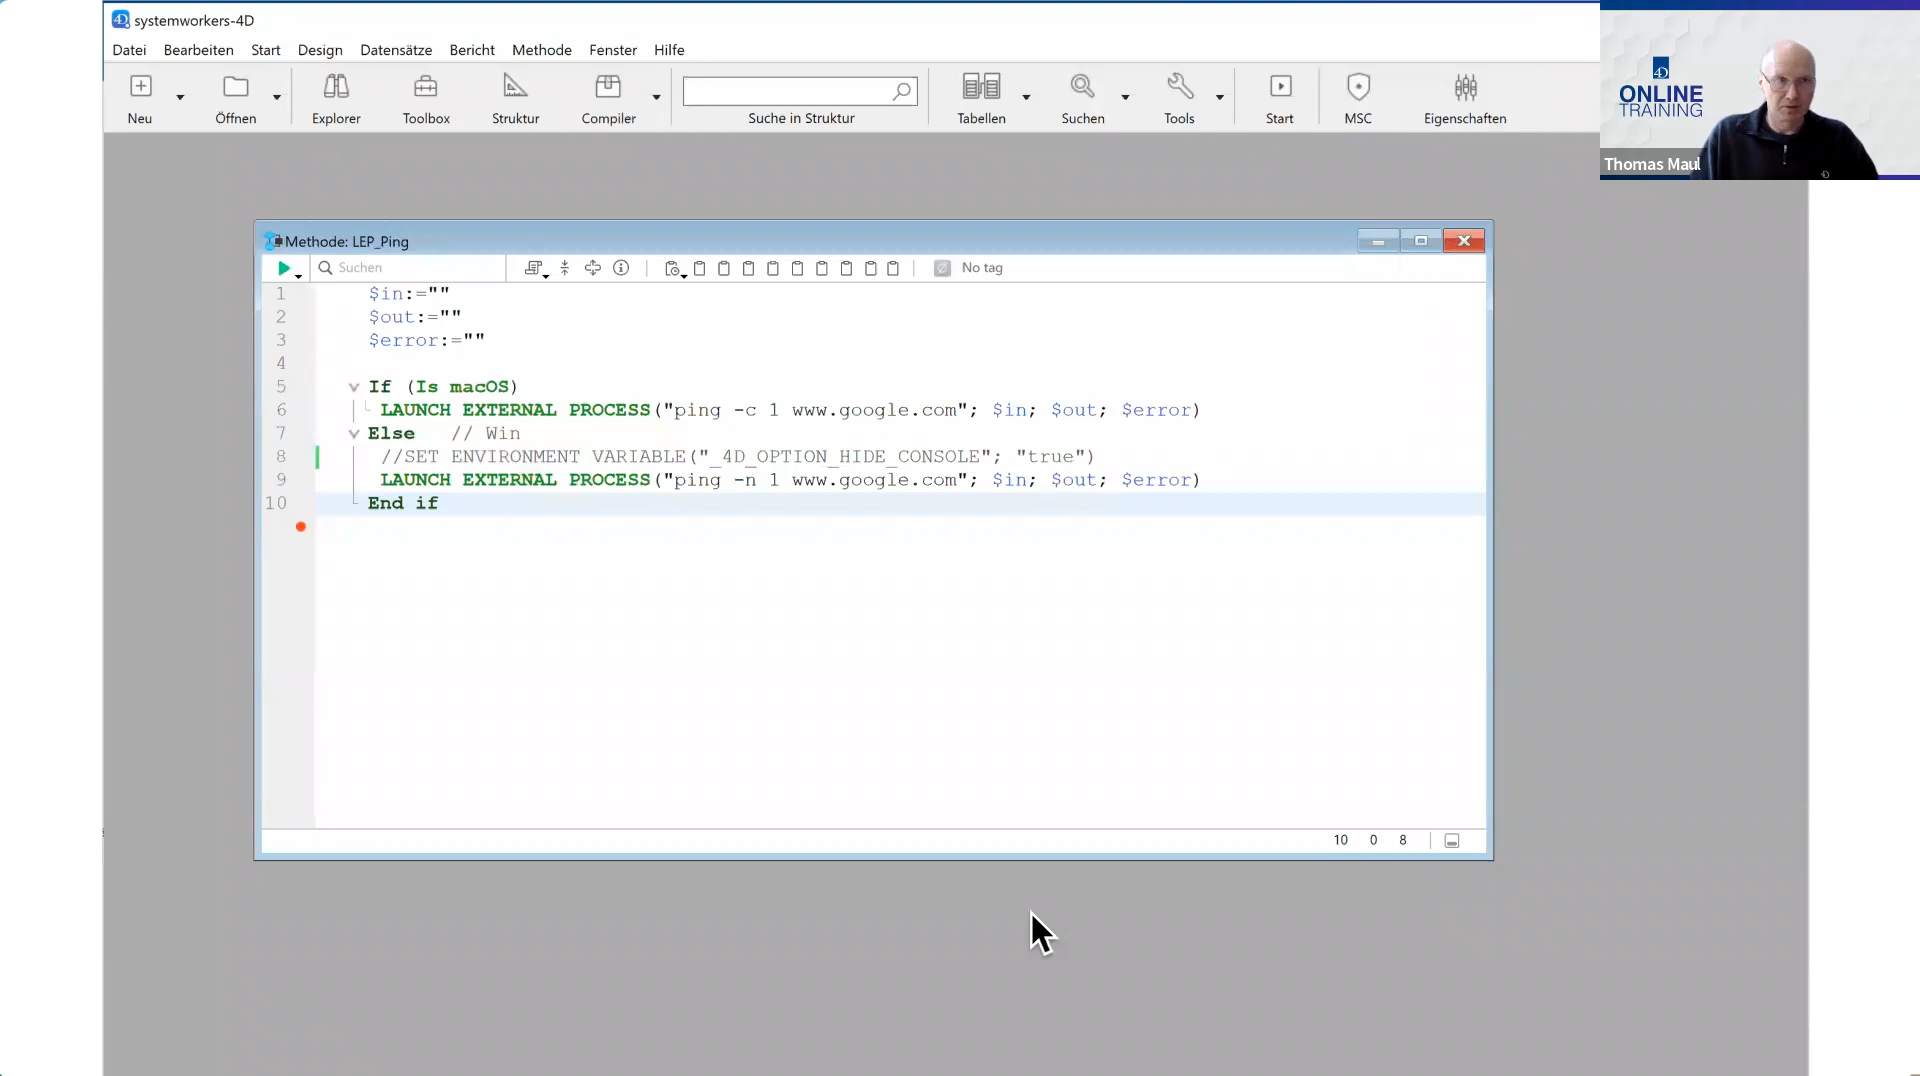 systemworkers-4D
Datei Bearbeiten Start Design Datensätze Bericht Methode Fenster Hilfe
Neu Öffnen Explorer Toolbox Struktur Compiler Suche in Struktur Tabellen Suchen Tools Start MSC Eigenschaften
4D
ONLINE
TRAINING
Thomas Maul
Methode: LEP_Ping
Suchen No tag
1 $in:=""
2 $out:=""
3 $error:=""
4
5 If (Is macOS)
6 LAUNCH EXTERNAL PROCESS("ping -c 1 www.google.com"; $in; $out; $error)
7 Else // Win
8 //SET ENVIRONMENT VARIABLE("_4D_OPTION_HIDE_CONSOLE"; "true")
9 LAUNCH EXTERNAL PROCESS("ping -n 1 www.google.com"; $in; $out; $error)
10 End if
10 0 8